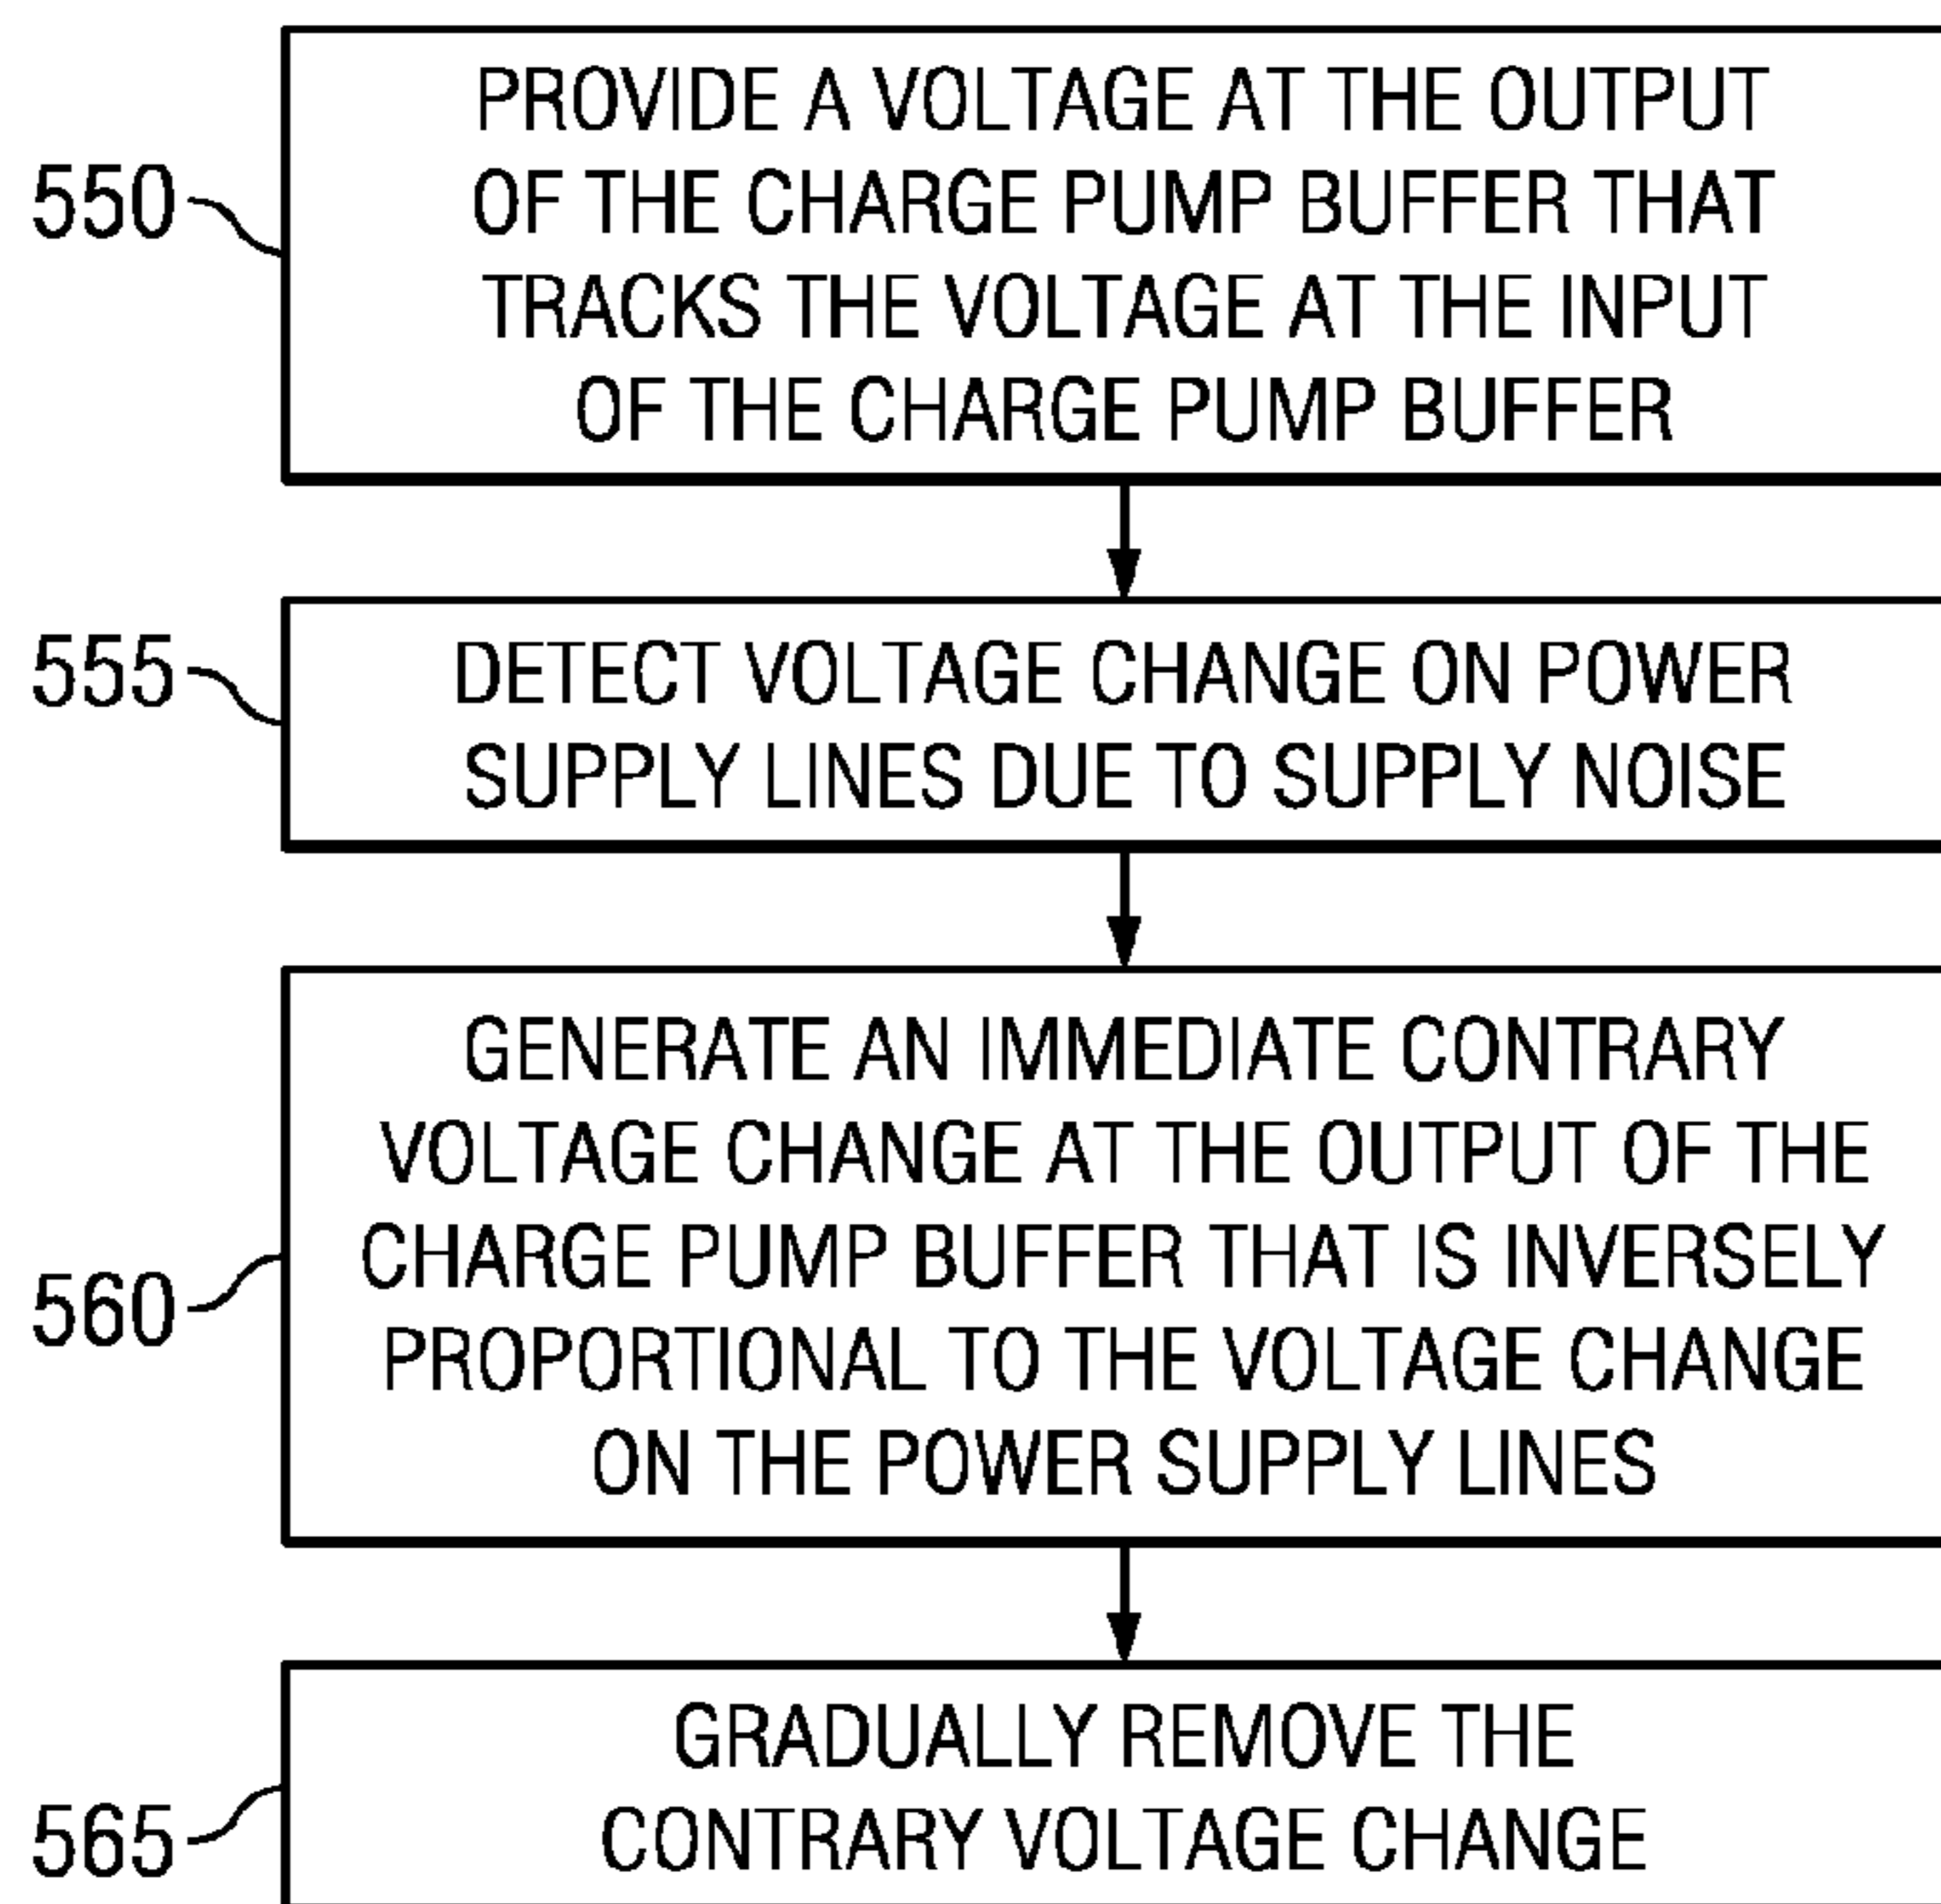 550
PROVIDE A VOLTAGE AT THE OUTPUT
OF THE CHARGE PUMP BUFFER THAT
TRACKS THE VOLTAGE AT THE INPUT
OF THE CHARGE PUMP BUFFER
555
DETECT VOLTAGE CHANGE ON POWER
SUPPLY LINES DUE TO SUPPLY NOISE
560
GENERATE AN IMMEDIATE CONTRARY
VOLTAGE CHANGE AT THE OUTPUT OF THE
CHARGE PUMP BUFFER THAT IS INVERSELY
PROPORTIONAL TO THE VOLTAGE CHANGE
ON THE POWER SUPPLY LINES
565
GRADUALLY REMOVE THE
CONTRARY VOLTAGE CHANGE